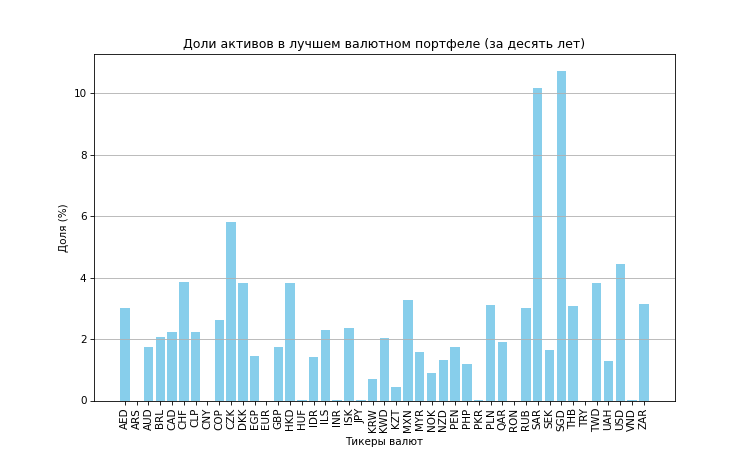 Доли активов в лучшем валютном портфеле (за десять лет)
Доля (%)
10
8
6
4
2
0
AED ARS AUD BRL CAD CHF CLP CNY COP CZK DKK EGP EUR GBP HKD HUF IDR ILS INR ISK JPY KRW KWD KZT MXN MYR NOK NZD PEN PHP PKR PLN QAR RON RUB SAR SEK SGD THB TRY TWD UAH USD VND ZAR
Тикеры валют